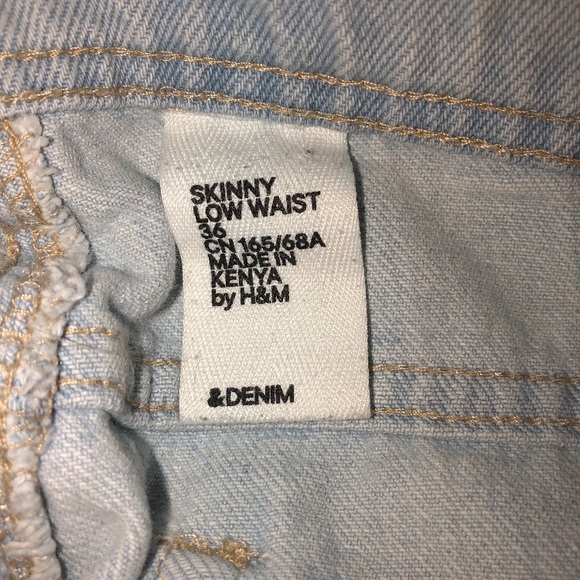 SKINNY
LOW WAIST
36
CN 165/68A
MADE IN
KENYA
by H&M
&DENIM